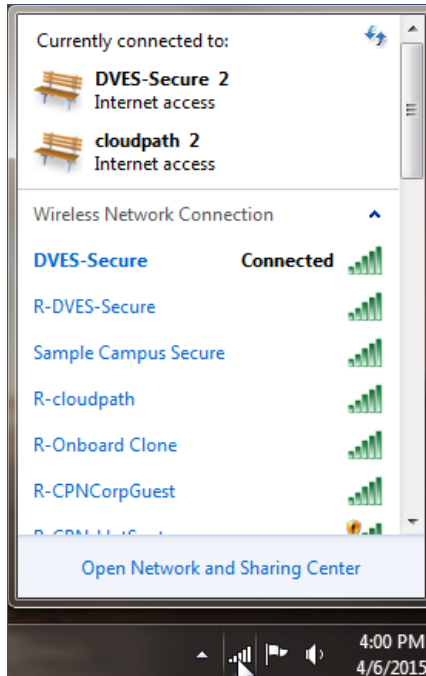 Currently connected to:
DVES-Secure 2
Internet access
cloudpath 2
Internet access
Wireless Network Connection
DVES-Secure Connected
R-DVES-Secure
Sample Campus Secure
R-cloudpath
R-Onboard Clone
R-CPNCorpGuest
Open Network and Sharing Center
4:00 PM
4/6/2015